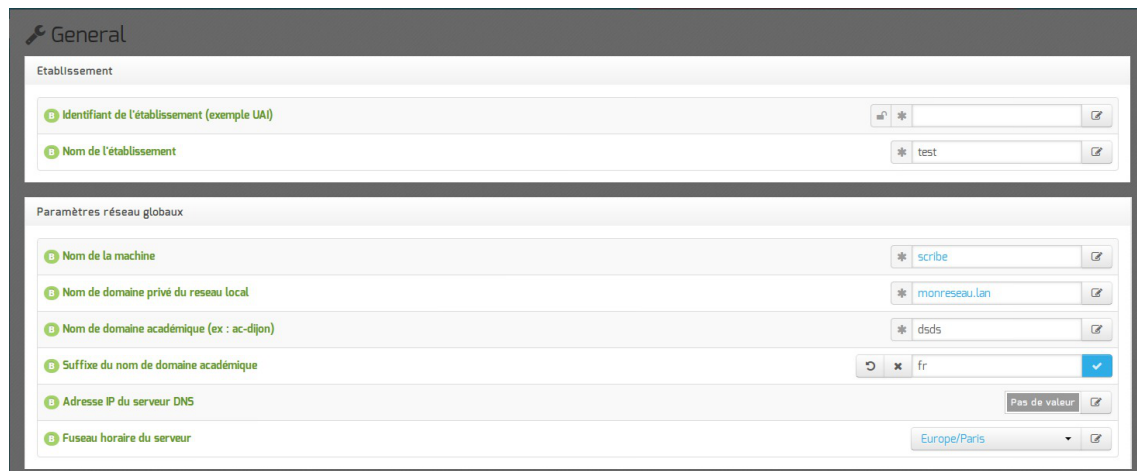 General
Etablissement
B Identifiant de l'établissement (exemple UAI)
B Nom de l'établissement test
Paramètres réseau globaux
B Nom de la machine scribe
B Nom de domaine privé du reseau local monreseau.lan
B Nom de domaine académique (ex : ac-dijon) dsds
B Suffixe du nom de domaine académique fr
B Adresse IP du serveur DNS Pas de valeur
B Fuseau horaire du serveur Europe/Paris